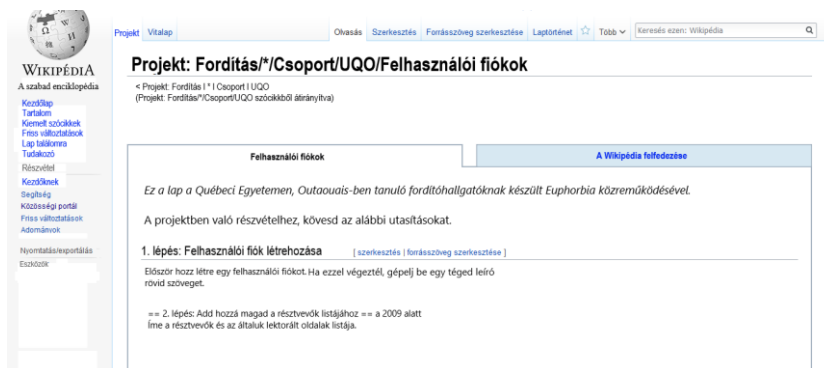 Projekt Vitalap Olvasás Szerkesztés Forrásszöveg szerkesztése Laptörténet Több Keresés ezen: Wikipédia
WIKIPÉDIA
A szabad enciklopédia
Kezdőlap
Tartalom
Kiemelt szócikkek
Friss változtatások
Lap találomra
Tudakozó
Részvétel
Kezdőknek
Segítség
Közösségi portál
Friss változtatások
Adományok
Nyomtatás/exportálás
Eszközök
Projekt: Fordítás/*/Csoport/UQO/Felhasználói fiókok
< Projekt: Fordítás I * I Csoport I UQO
(Projekt: Fordítás/*/Csoport/UQO szócikkből átirányítva)
Felhasználói fiókok
A Wikipédia felfedezése
Ez a lap a Québeci Egyetemen, Outaouais-ben tanuló fordítóhallgatóknak készült Euphorbia közreműködésével.
A projektben való részvételhez, kövesd az alábbi utasításokat.
1. lépés: Felhasználói fiók létrehozása [ szerkesztés | forrásszöveg szerkesztése ]
Először hozz létre egy felhasználói fiókot. Ha ezzel végeztél, gépelj be egy téged leíró
rövid szöveget.
== 2. lépés: Add hozzá magad a résztvevők listájához == a 2009 alatt
Íme a résztvevők és az általuk lektorált oldalak listája.